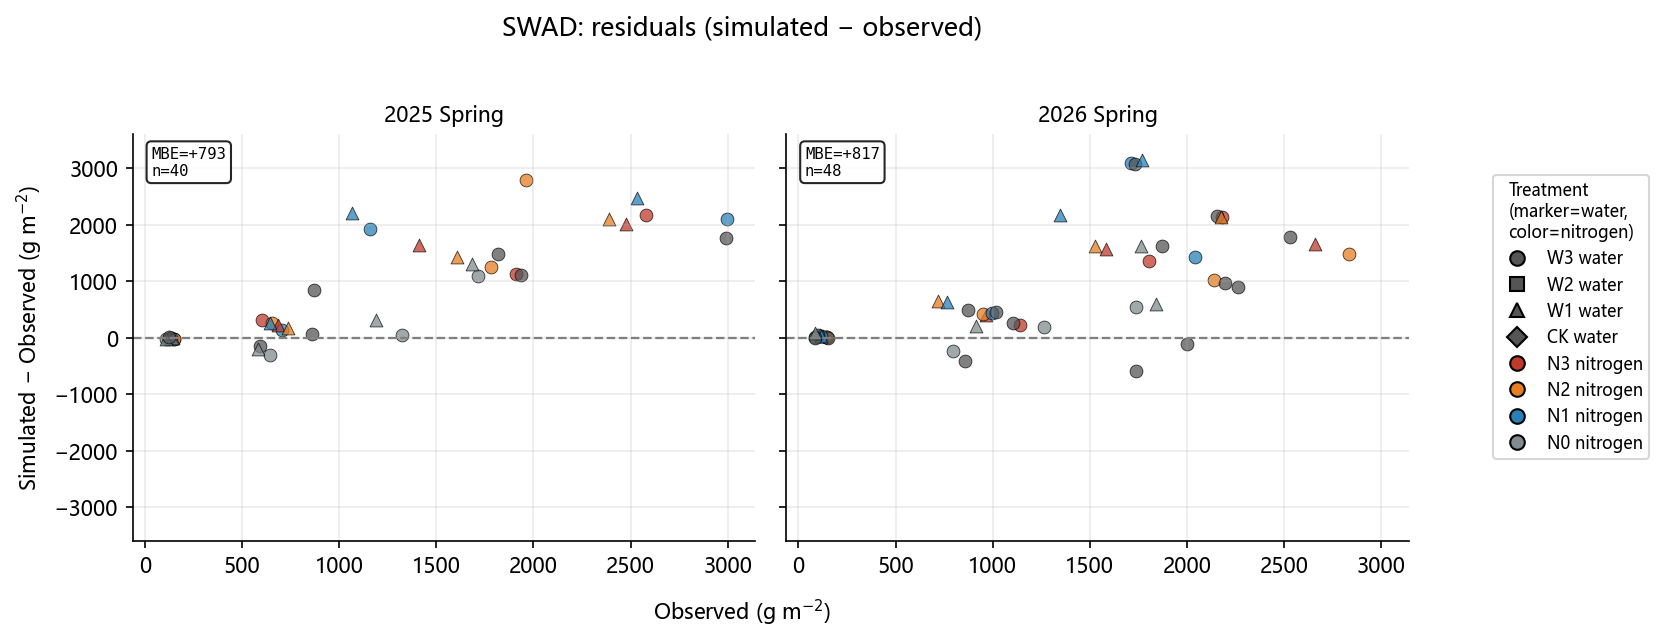 SWAD: residuals (simulated − observed)
2025 Spring
2026 Spring
MBE=+793
n=40
MBE=+817
n=48
Simulated − Observed (g m⁻²)
3000
2000
1000
0
−1000
−2000
−3000
0 500 1000 1500 2000 2500 3000
0 500 1000 1500 2000 2500 3000
Observed (g m⁻²)
Treatment
(marker=water,
color=nitrogen)
W3 water
W2 water
W1 water
CK water
N3 nitrogen
N2 nitrogen
N1 nitrogen
N0 nitrogen